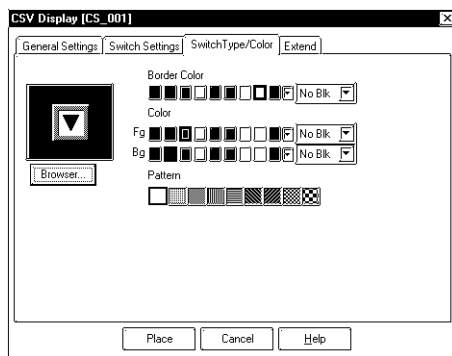 CSV Display [CS_001]
General Settings Switch Settings SwitchType/Color Extend
Border Color
No Blk
Color
Fg No Blk
Bg No Blk
Browser...
Pattern
Place Cancel Help